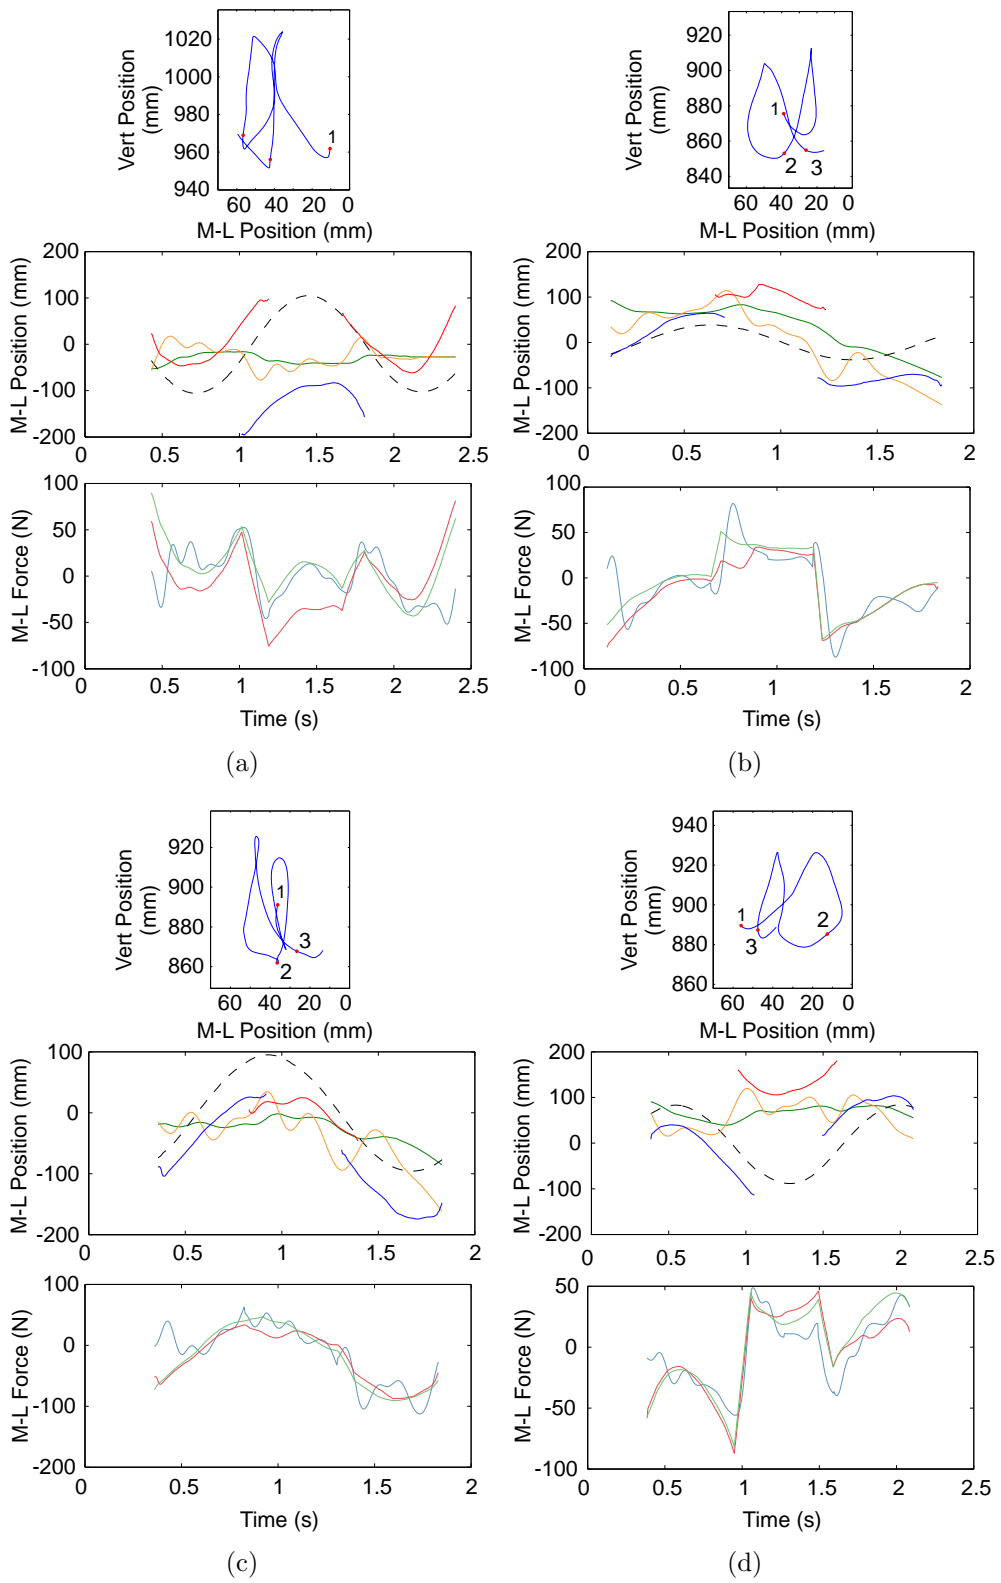 1020
1000
980
960
940
Vert Position
(mm)
1
60 40 20 0
M-L Position (mm)
920
900
880
860
840
Vert Position
(mm)
1
2
3
60 40 20 0
M-L Position (mm)
200
100
0
-100
-200
M-L Position (mm)
0 0.5 1 1.5 2 2.5
200
100
0
-100
-200
M-L Position (mm)
0 0.5 1 1.5 2
100
50
0
-50
-100
M-L Force (N)
0 0.5 1 1.5 2 2.5
Time (s)
(a)
100
50
0
-50
-100
M-L Force (N)
0 0.5 1 1.5 2
Time (s)
(b)
920
900
880
860
Vert Position
(mm)
1
3
2
60 40 20 0
M-L Position (mm)
940
920
900
880
860
Vert Position
(mm)
1
2
3
60 40 20 0
M-L Position (mm)
100
0
-100
-200
M-L Position (mm)
0 0.5 1 1.5 2
200
100
0
-100
-200
M-L Position (mm)
0 0.5 1 1.5 2 2.5
100
0
-100
-200
M-L Force (N)
0 0.5 1 1.5 2
Time (s)
(c)
50
0
-50
-100
M-L Force (N)
0 0.5 1 1.5 2 2.5
Time (s)
(d)